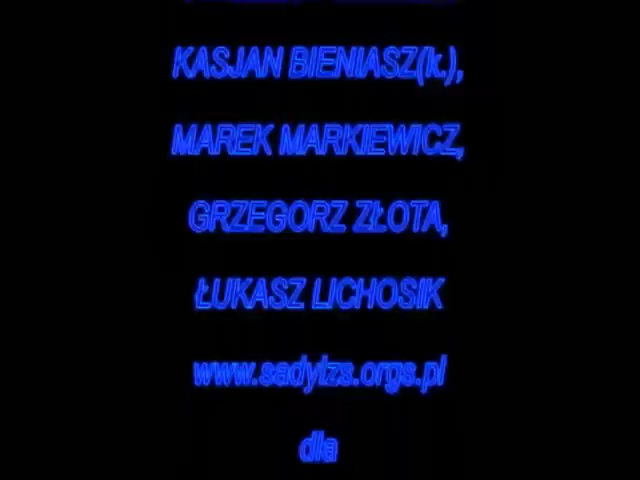 KASJAN BIENIASZ(k.),
MAREK MARKIEWICZ,
GRZEGORZ ZŁOTA,
ŁUKASZ LICHOSIK
www.sadylzs.orgs.pl
dla